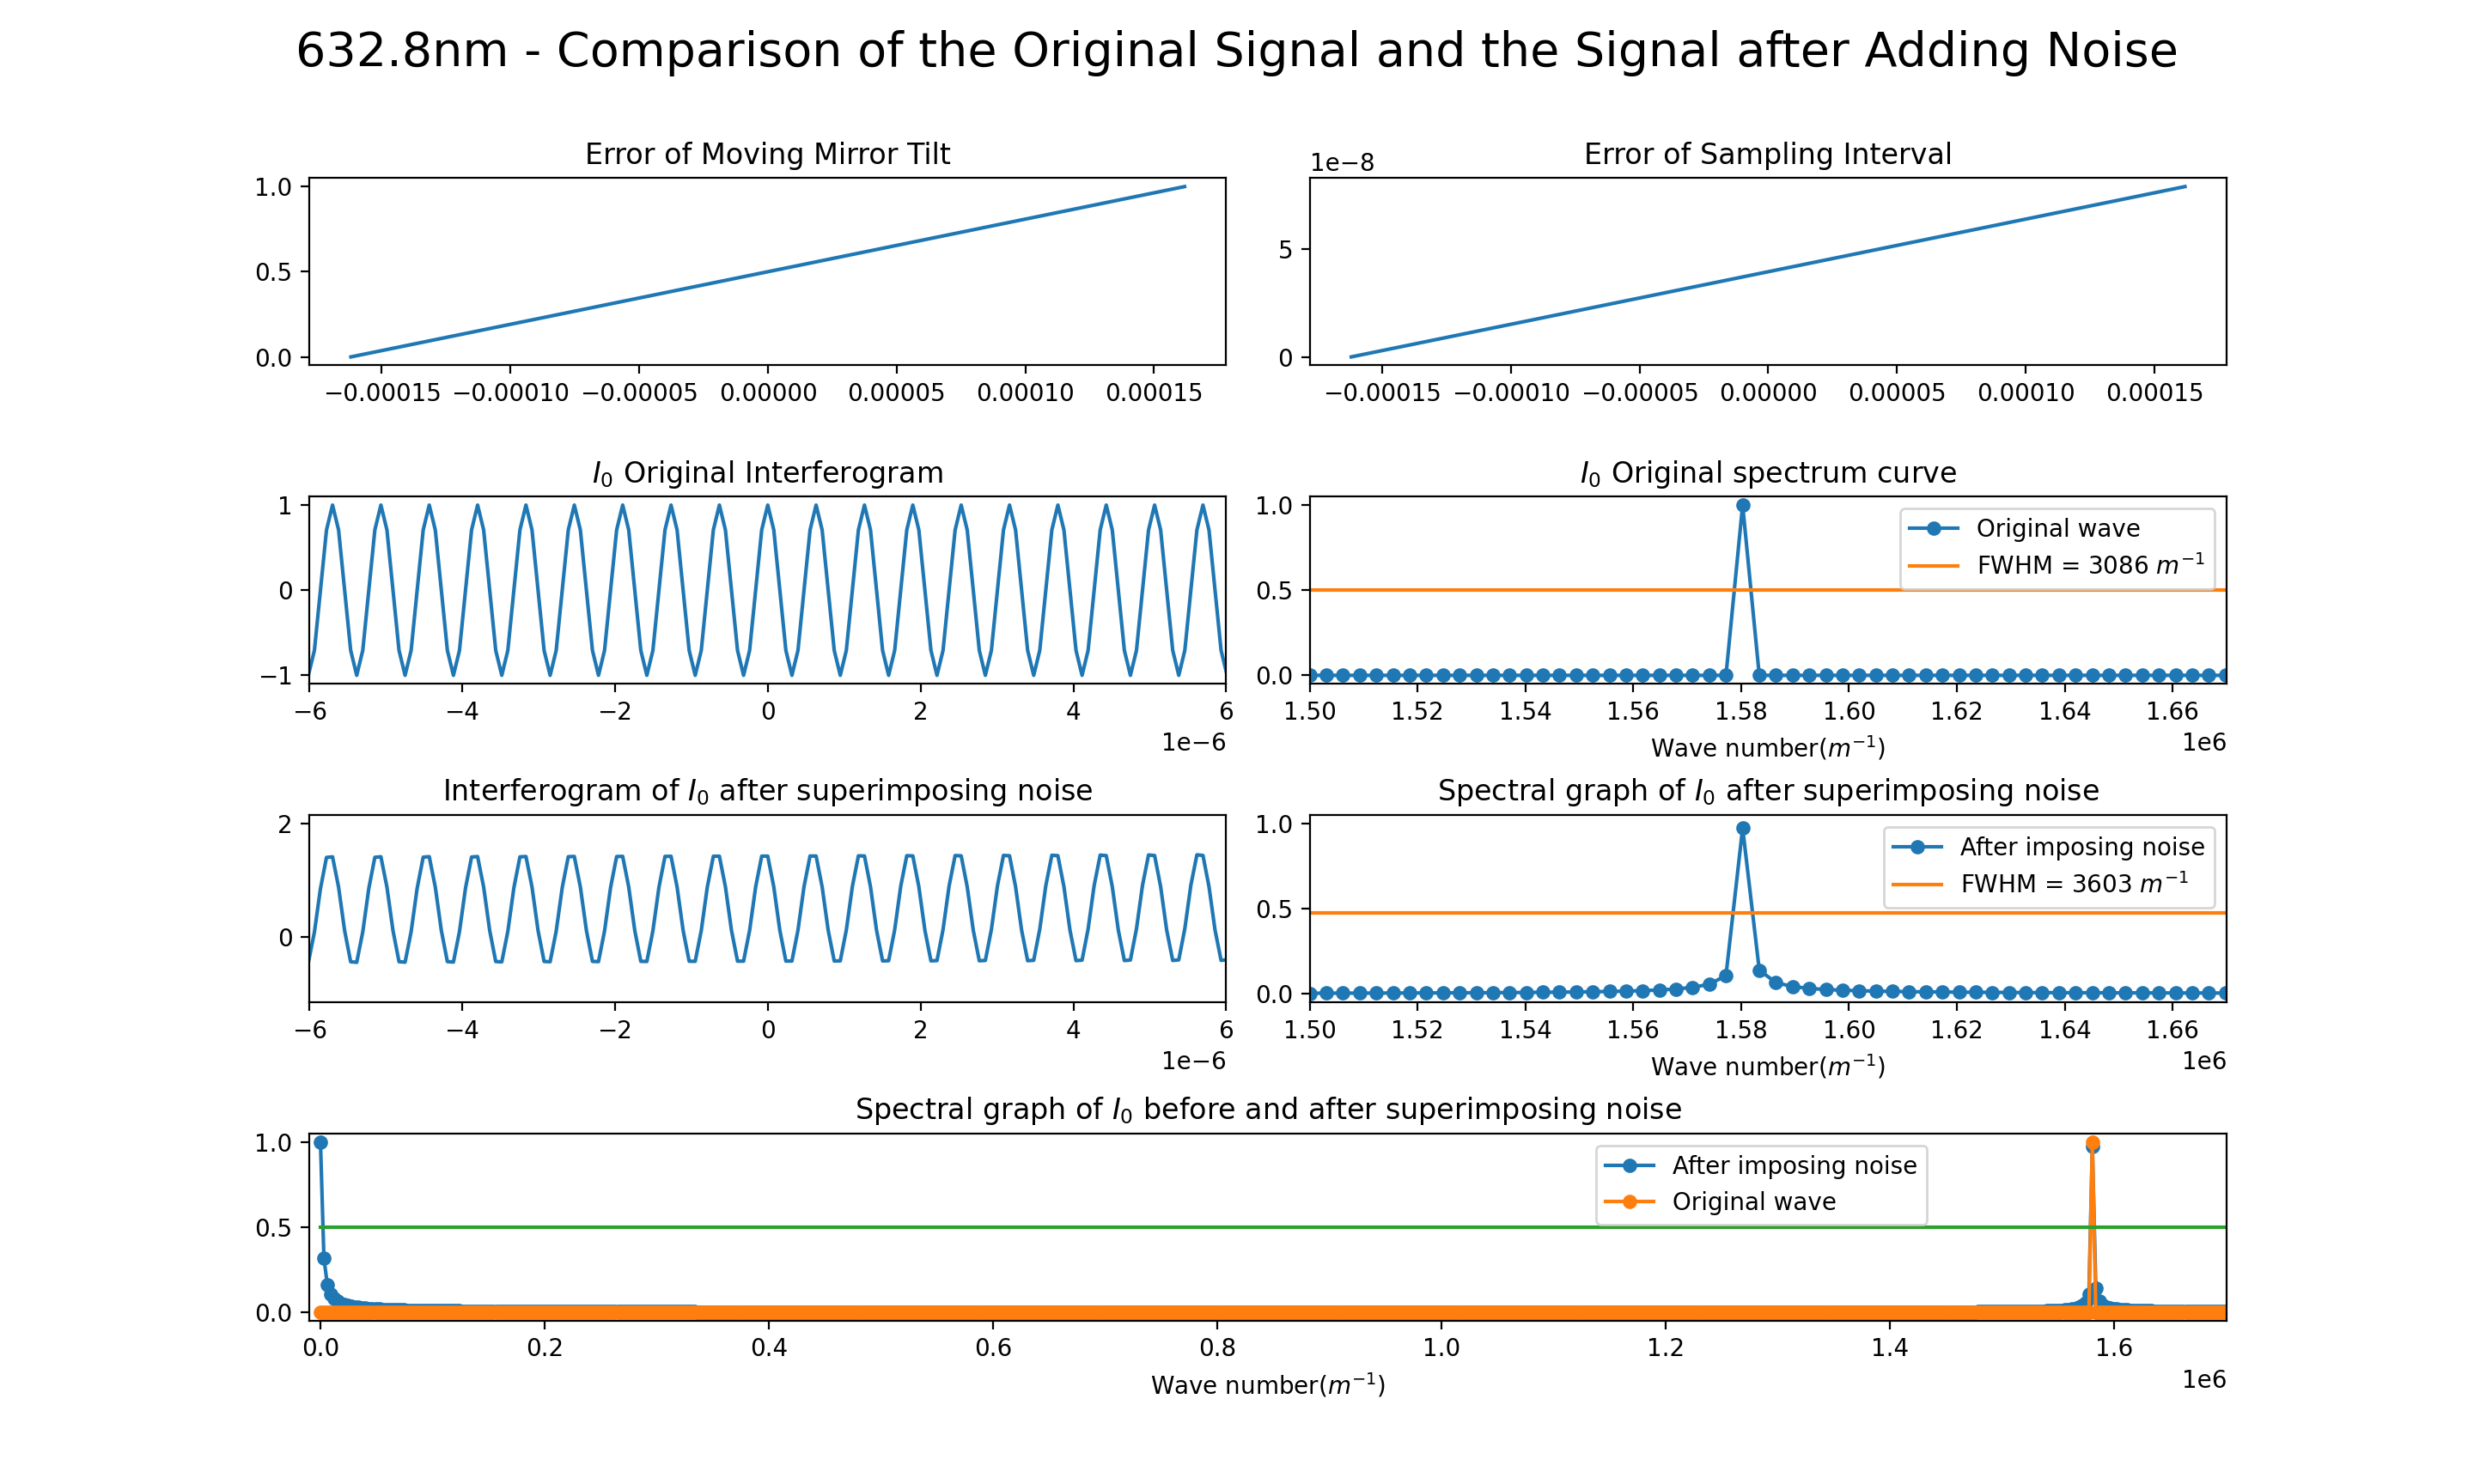 632.8nm - Comparison of the Original Signal and the Signal after Adding Noise
Error of Moving Mirror Tilt
1.0
0.5
0.0
−0.00015 −0.00010 −0.00005 0.00000 0.00005 0.00010 0.00015
Error of Sampling Interval
1e−8
5
0
−0.00015 −0.00010 −0.00005 0.00000 0.00005 0.00010 0.00015
I₀ Original Interferogram
1
0
−1
−6 −4 −2 0 2 4 6
1e−6
I₀ Original spectrum curve
1.0
0.5
0.0
Original wave
FWHM = 3086 m⁻¹
1.50 1.52 1.54 1.56 1.58 1.60 1.62 1.64 1.66
Wave number(m⁻¹)
1e6
Interferogram of I₀ after superimposing noise
2
0
−6 −4 −2 0 2 4 6
1e−6
Spectral graph of I₀ after superimposing noise
1.0
0.5
0.0
After imposing noise
FWHM = 3603 m⁻¹
1.50 1.52 1.54 1.56 1.58 1.60 1.62 1.64 1.66
Wave number(m⁻¹)
1e6
Spectral graph of I₀ before and after superimposing noise
1.0
0.5
0.0
After imposing noise
Original wave
0.0 0.2 0.4 0.6 0.8 1.0 1.2 1.4 1.6
Wave number(m⁻¹)
1e6